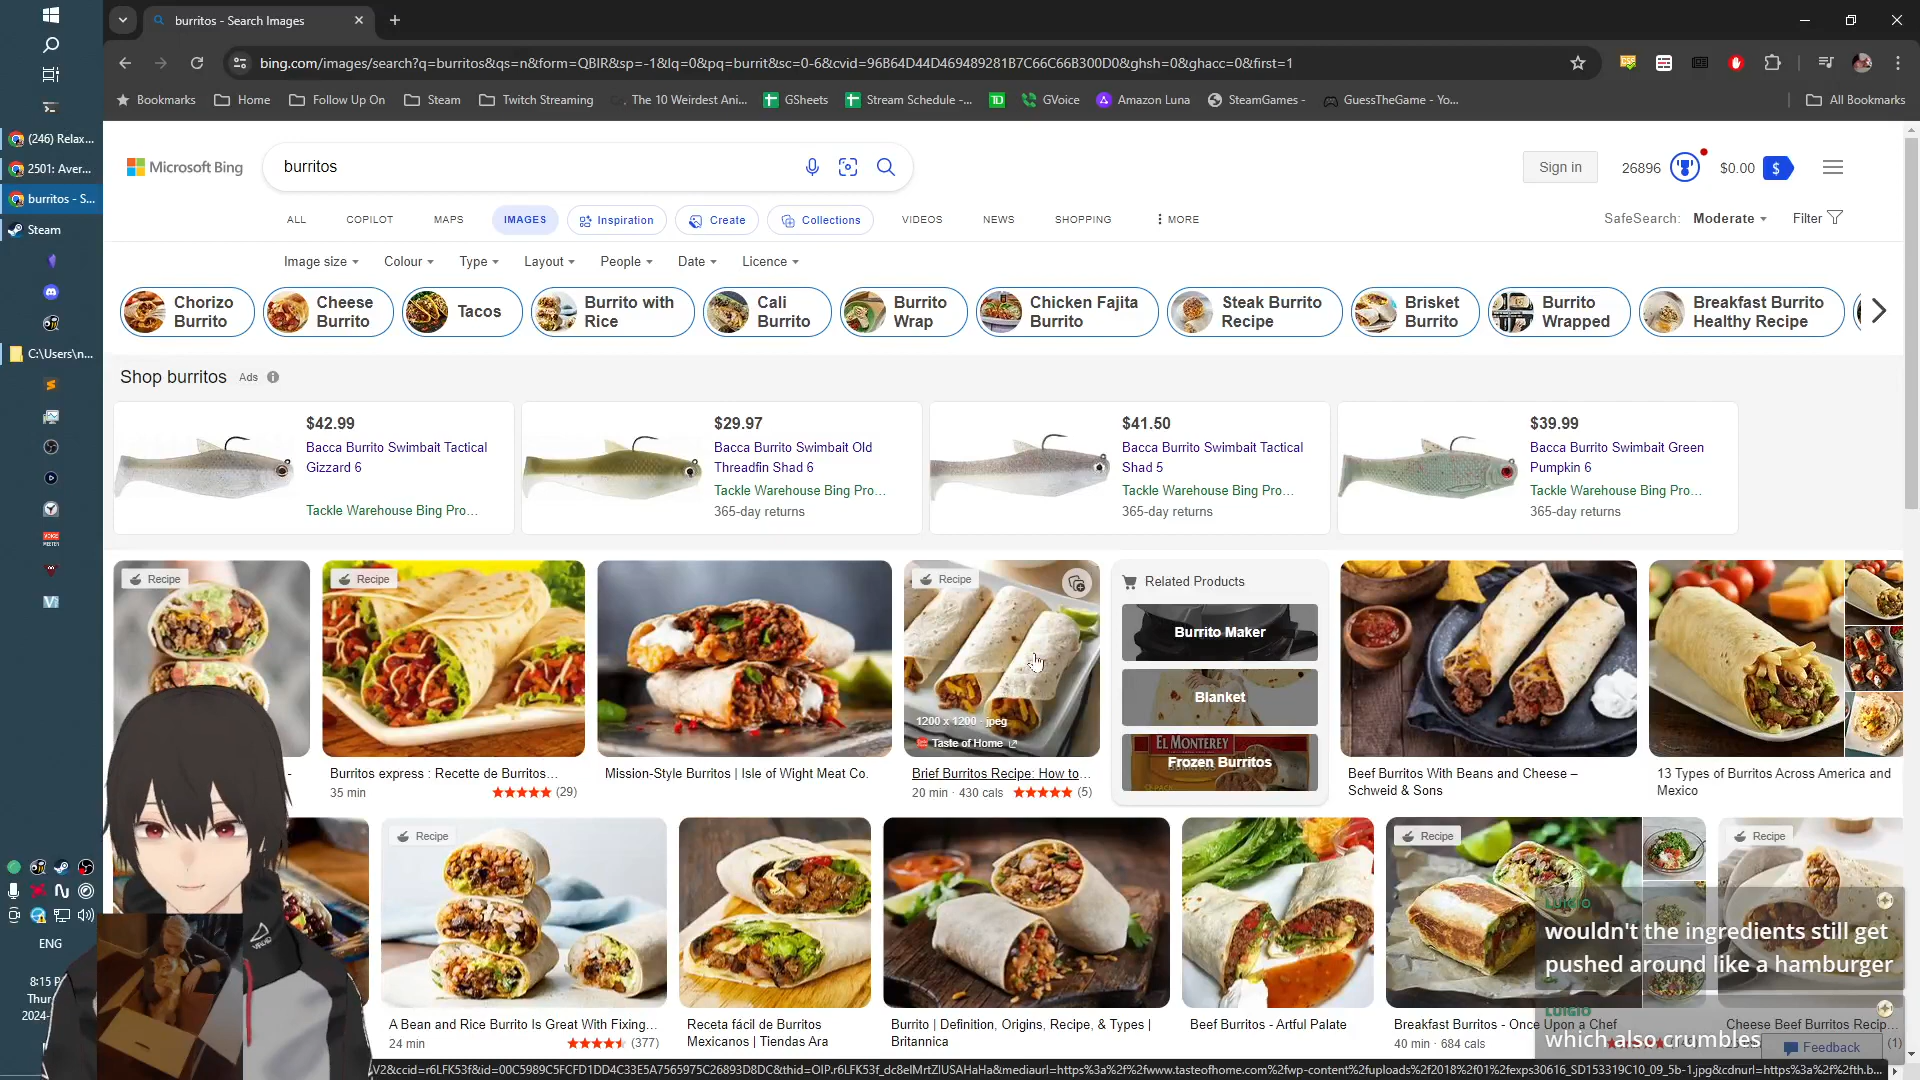 burritos - Search Images
bing.com/images/search?q=burritos&qs=n&form=QBIR&sp=-1&lq=0&pq=burrit&sc=0-6&cvid=96B64D44D469489281B7C66C66B300D0&ghsh=0&ghacc=0&first=1
Bookmarks Home Follow Up On Steam Twitch Streaming The 10 Weirdest Ani... GSheets Stream Schedule -... GVoice Amazon Luna SteamGames - GuessTheGame - Yo... All Bookmarks
(246) Relax...
2501: Aver...
burritos - S...
Steam
C:\Users\n...
ENG
8:15 P
Thur
2024-
Microsoft Bing burritos Sign in 26896 $0.00
ALL COPILOT MAPS IMAGES Inspiration Create Collections VIDEOS NEWS SHOPPING MORE SafeSearch: Moderate Filter
Image size Colour Type Layout People Date Licence
Chorizo Burrito
Cheese Burrito
Tacos
Burrito with Rice
Cali Burrito
Burrito Wrap
Chicken Fajita Burrito
Steak Burrito Recipe
Brisket Burrito
Burrito Wrapped
Breakfast Burrito Healthy Recipe
Shop burritos Ads
$42.99
Bacca Burrito Swimbait Tactical
Gizzard 6
Tackle Warehouse Bing Pro...
$29.97
Bacca Burrito Swimbait Old
Threadfin Shad 6
Tackle Warehouse Bing Pro...
365-day returns
$41.50
Bacca Burrito Swimbait Tactical
Shad 5
Tackle Warehouse Bing Pro...
365-day returns
$39.99
Bacca Burrito Swimbait Green
Pumpkin 6
Tackle Warehouse Bing Pro...
365-day returns
Recipe
Recipe
Burritos express : Recette de Burritos...
35 min (29)
Mission-Style Burritos | Isle of Wight Meat Co.
Recipe
1200 x 1200 - jpeg
Taste of Home
Brief Burritos Recipe: How to...
20 min · 430 cals (5)
Related Products
Burrito Maker
Blanket
EL MONTEREY
Frozen Burritos
Beef Burritos With Beans and Cheese –
Schweid & Sons
13 Types of Burritos Across America and
Mexico
Recipe
A Bean and Rice Burrito Is Great With Fixing...
24 min (377)
Receta fácil de Burritos
Mexicanos | Tiendas Ara
Burrito | Definition, Origins, Recipe, & Types |
Britannica
Beef Burritos - Artful Palate
Recipe
Breakfast Burritos - Once Upon a Chef
40 min · 684 cals
Recipe
Cheese Beef Burritos Recip...
(1)
LUIGIO
wouldn't the ingredients still get
pushed around like a hamburger
LUIGIO
which also crumbles
Feedback